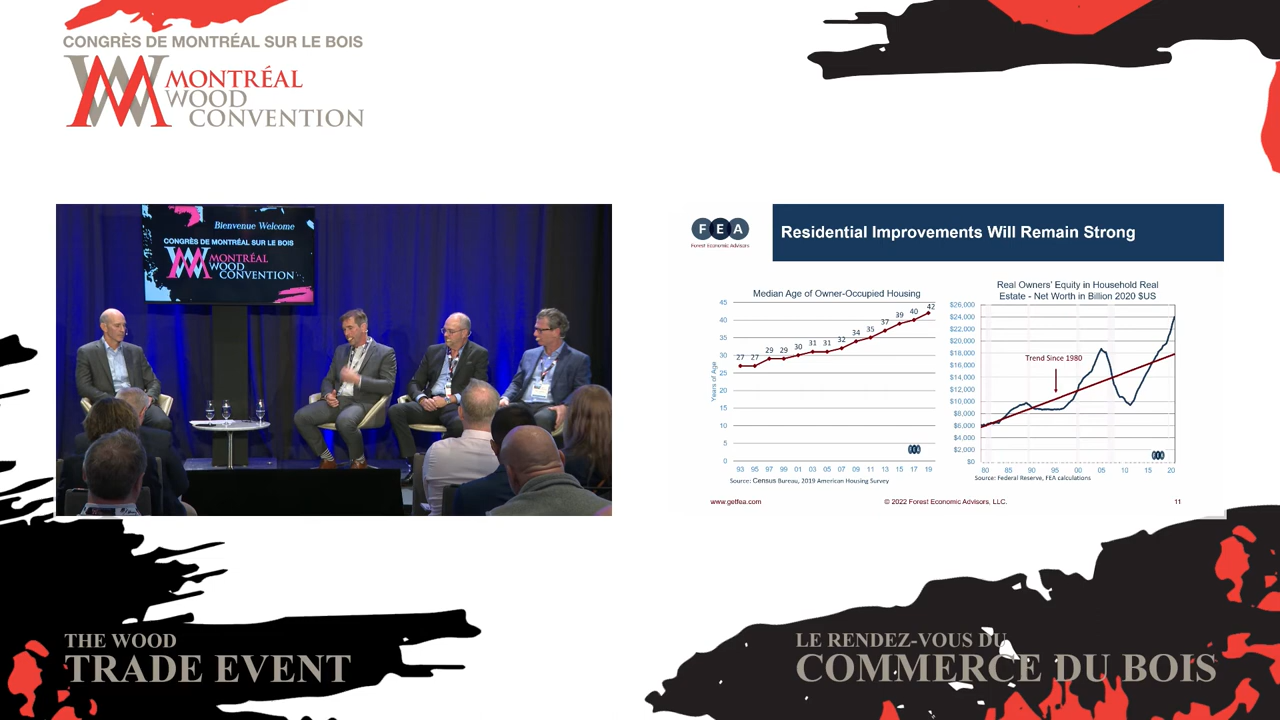 CONGRÈS DE MONTRÉAL SUR LE BOIS
MONTRÉAL
WOOD
CONVENTION
Bienvenue Welcome
CONGRÈS DE MONTRÉAL SUR LE BOIS
MONTRÉAL
WOOD
CONVENTION
FEA
Forest Economic Advisors
Residential Improvements Will Remain Strong
Median Age of Owner-Occupied Housing
45
40
35
30
25
20
15
10
5
0
Years of Age
27 27 29 29 30 31 31 32 34 35 37 39 40 42
93 95 97 99 01 03 05 07 09 11 13 15 17 19
Source: Census Bureau, 2019 American Housing Survey
Real Owners' Equity in Household Real
Estate - Net Worth in Billion 2020 $US
$26,000
$24,000
$22,000
$20,000
$18,000
$16,000
$14,000
$12,000
$10,000
$8,000
$6,000
$4,000
$2,000
$0
Trend Since 1980
80 85 90 95 00 05 10 15 20
Source: Federal Reserve, FEA calculations
www.getfea.com
© 2022 Forest Economic Advisors, LLC.
11
THE WOOD
TRADE EVENT
LE RENDEZ-VOUS DU
COMMERCE DU BOIS